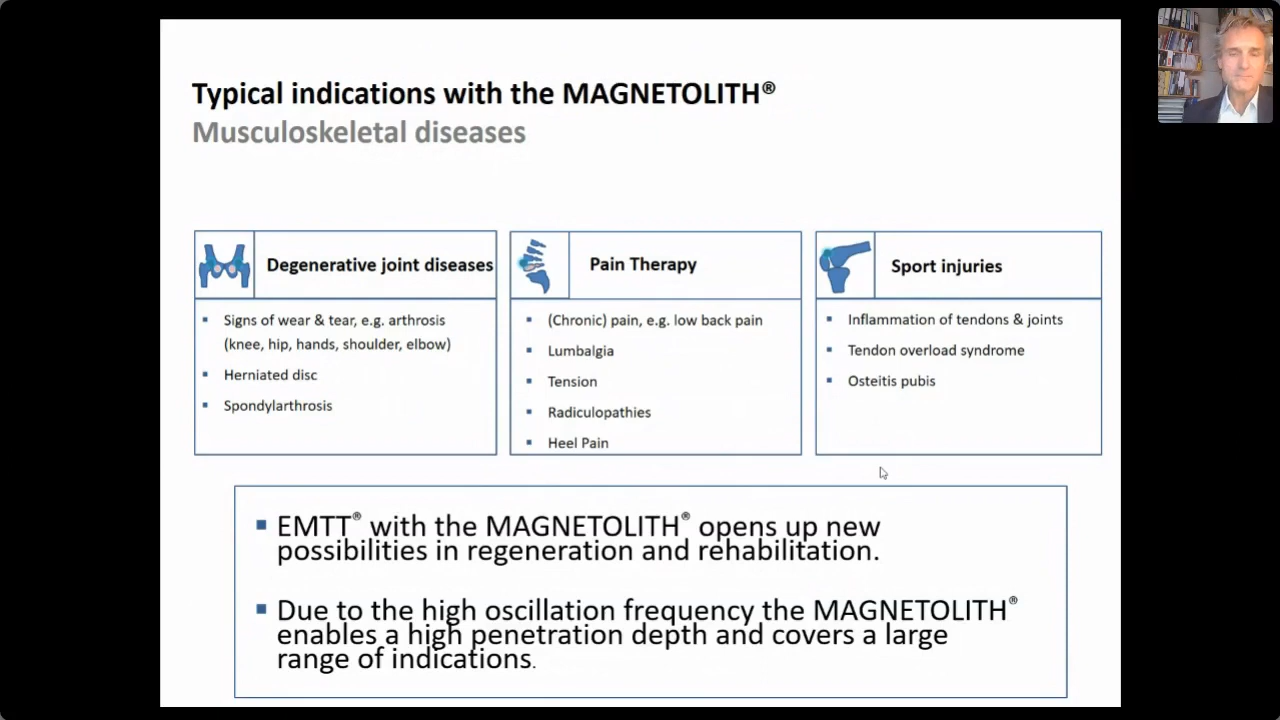 Typical indications with the MAGNETOLITH®
Musculoskeletal diseases
Degenerative joint diseases
▪ Signs of wear & tear, e.g. arthrosis
(knee, hip, hands, shoulder, elbow)
▪ Herniated disc
▪ Spondylarthrosis
Pain Therapy
▪ (Chronic) pain, e.g. low back pain
▪ Lumbalgia
▪ Tension
▪ Radiculopathies
▪ Heel Pain
Sport injuries
▪ Inflammation of tendons & joints
▪ Tendon overload syndrome
▪ Osteitis pubis
▪ EMTT® with the MAGNETOLITH® opens up new
possibilities in regeneration and rehabilitation.
▪ Due to the high oscillation frequency the MAGNETOLITH®
enables a high penetration depth and covers a large
range of indications.